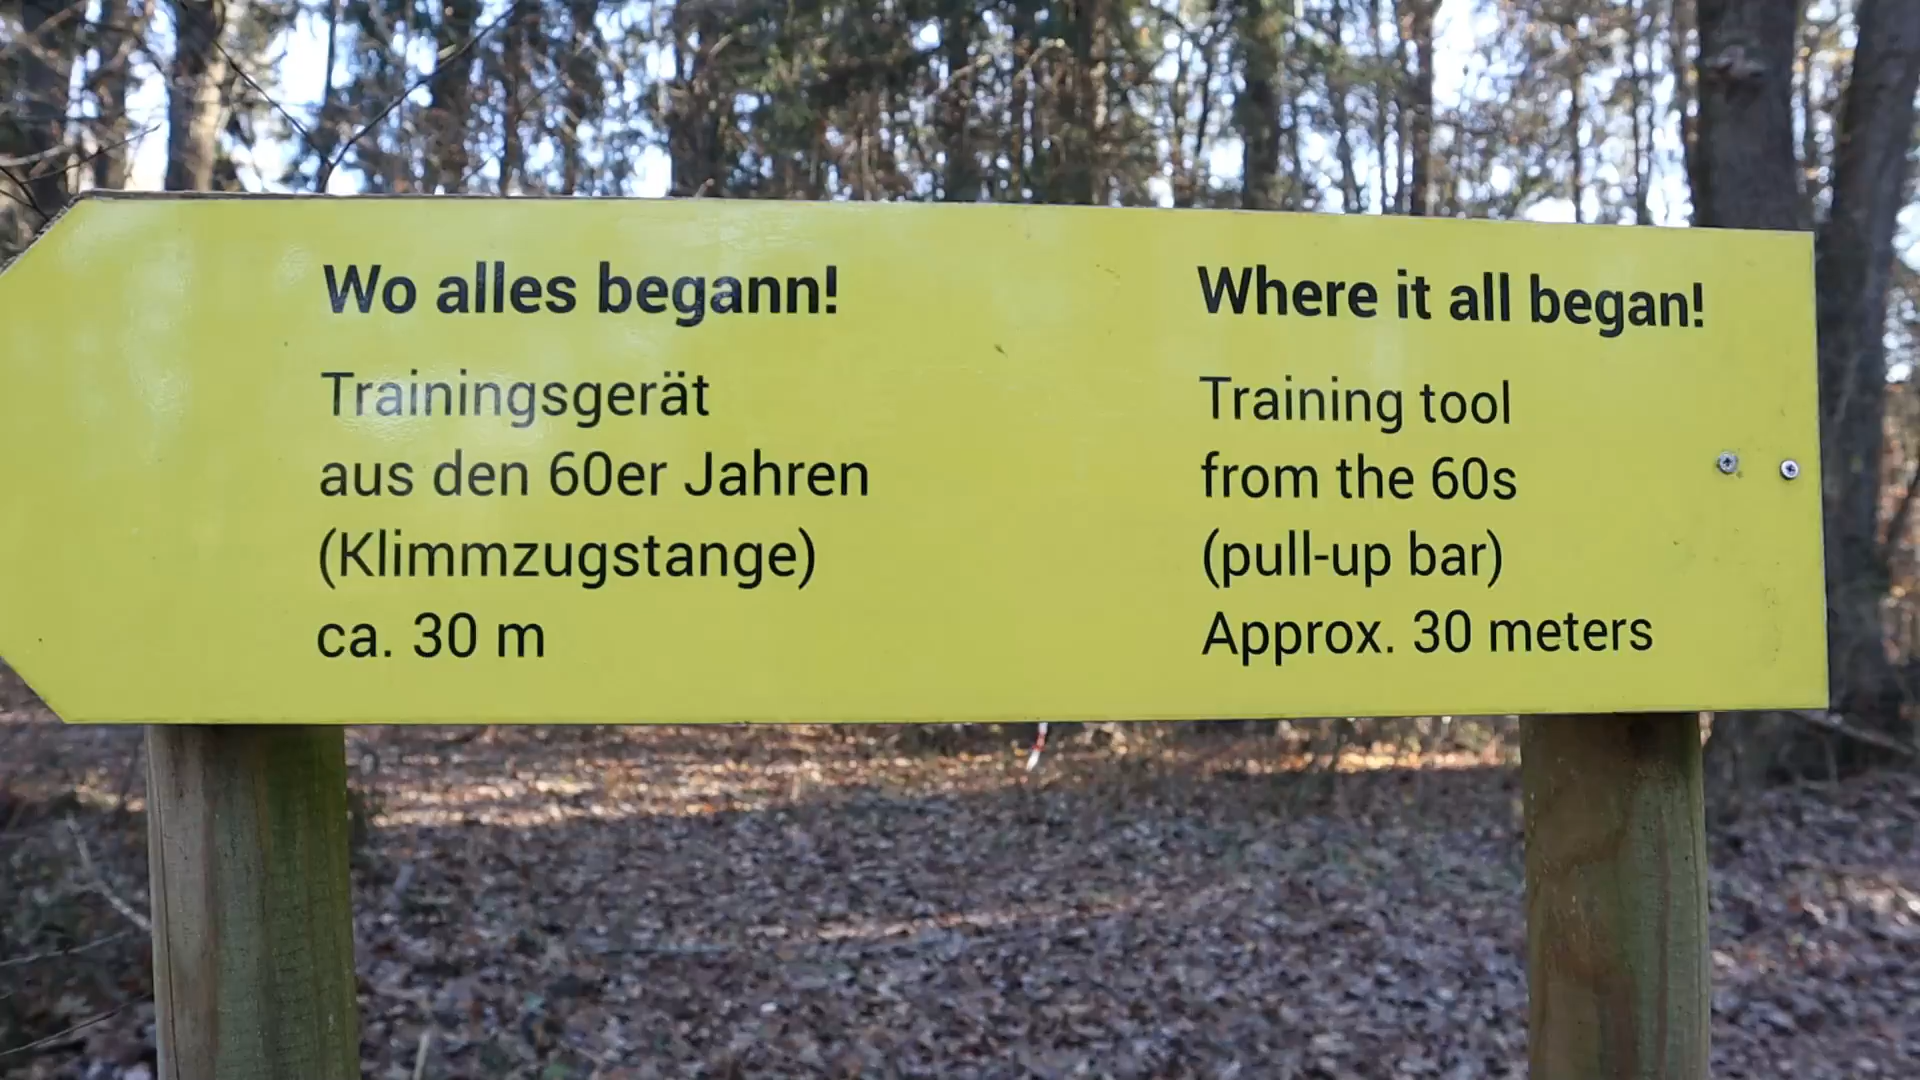 Wo alles begann!
Trainingsgerät
aus den 60er Jahren
(Klimmzugstange)
ca. 30 m
Where it all began!
Training tool
from the 60s
(pull-up bar)
Approx. 30 meters